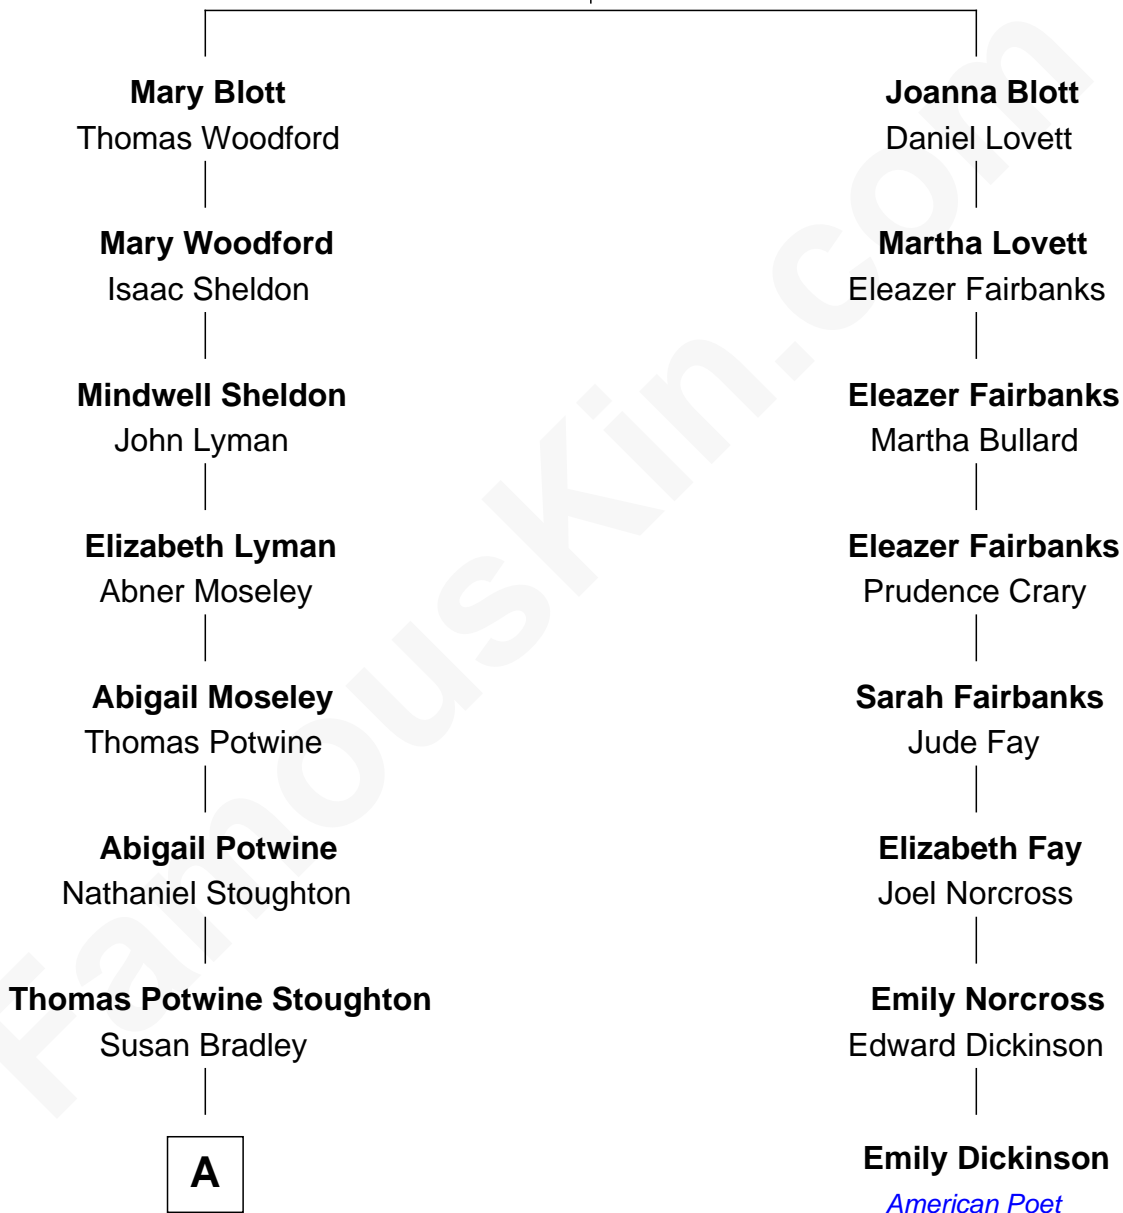 Mary Blott
Thomas Woodford
Mary Woodford
Isaac Sheldon
Mindwell Sheldon
John Lyman
Elizabeth Lyman
Abner Moseley
Abigail Moseley
Thomas Potwine
Abigail Potwine
Nathaniel Stoughton
Thomas Potwine Stoughton
Susan Bradley
A
Joanna Blott
Daniel Lovett
Martha Lovett
Eleazer Fairbanks
Eleazer Fairbanks
Martha Bullard
Eleazer Fairbanks
Prudence Crary
Sarah Fairbanks
Jude Fay
Elizabeth Fay
Joel Norcross
Emily Norcross
Edward Dickinson
Emily Dickinson
American Poet
FamousKin.com